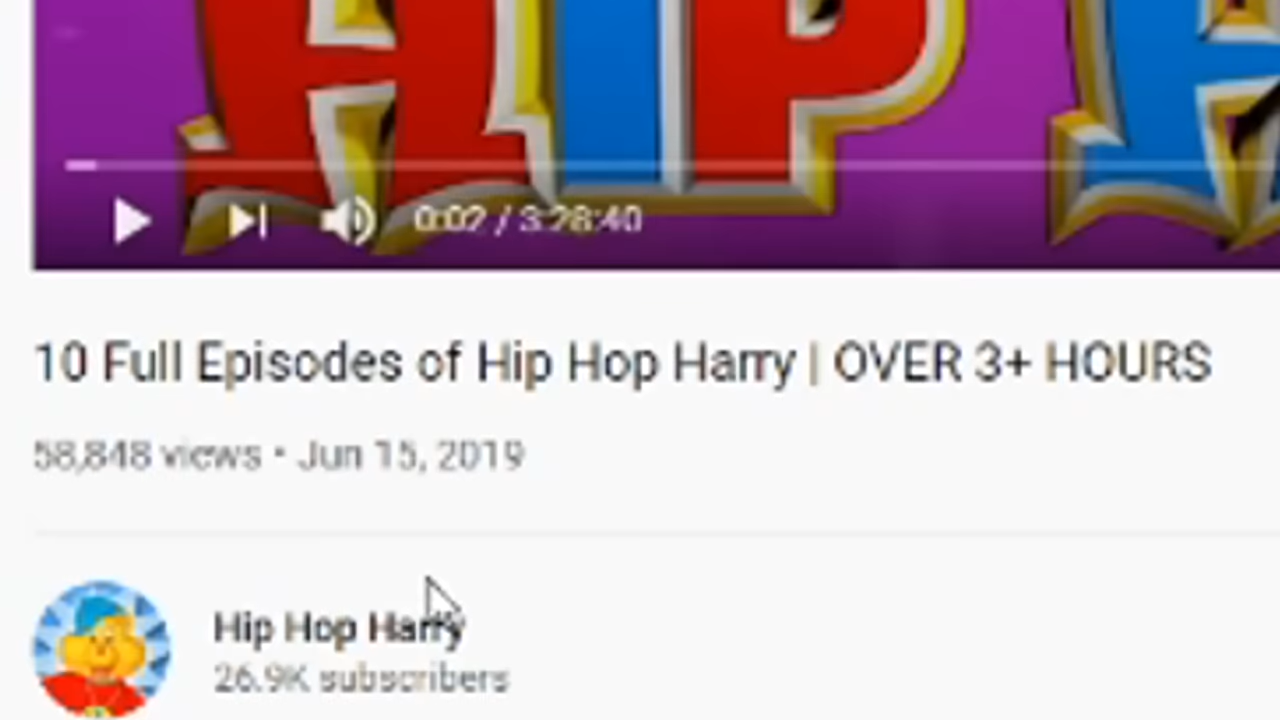 HIP H
0:02 / 3:28:40
10 Full Episodes of Hip Hop Harry | OVER 3+ HOURS
58,848 views • Jun 15, 2019
Hip Hop Harry
26.9K subscribers